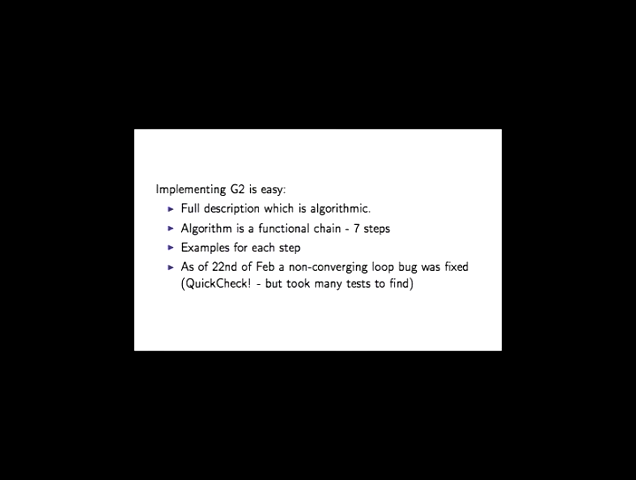 Implementing G2 is easy:
▶ Full description which is algorithmic.
▶ Algorithm is a functional chain - 7 steps
▶ Examples for each step
▶ As of 22nd of Feb a non-converging loop bug was fixed
(QuickCheck! - but took many tests to find)